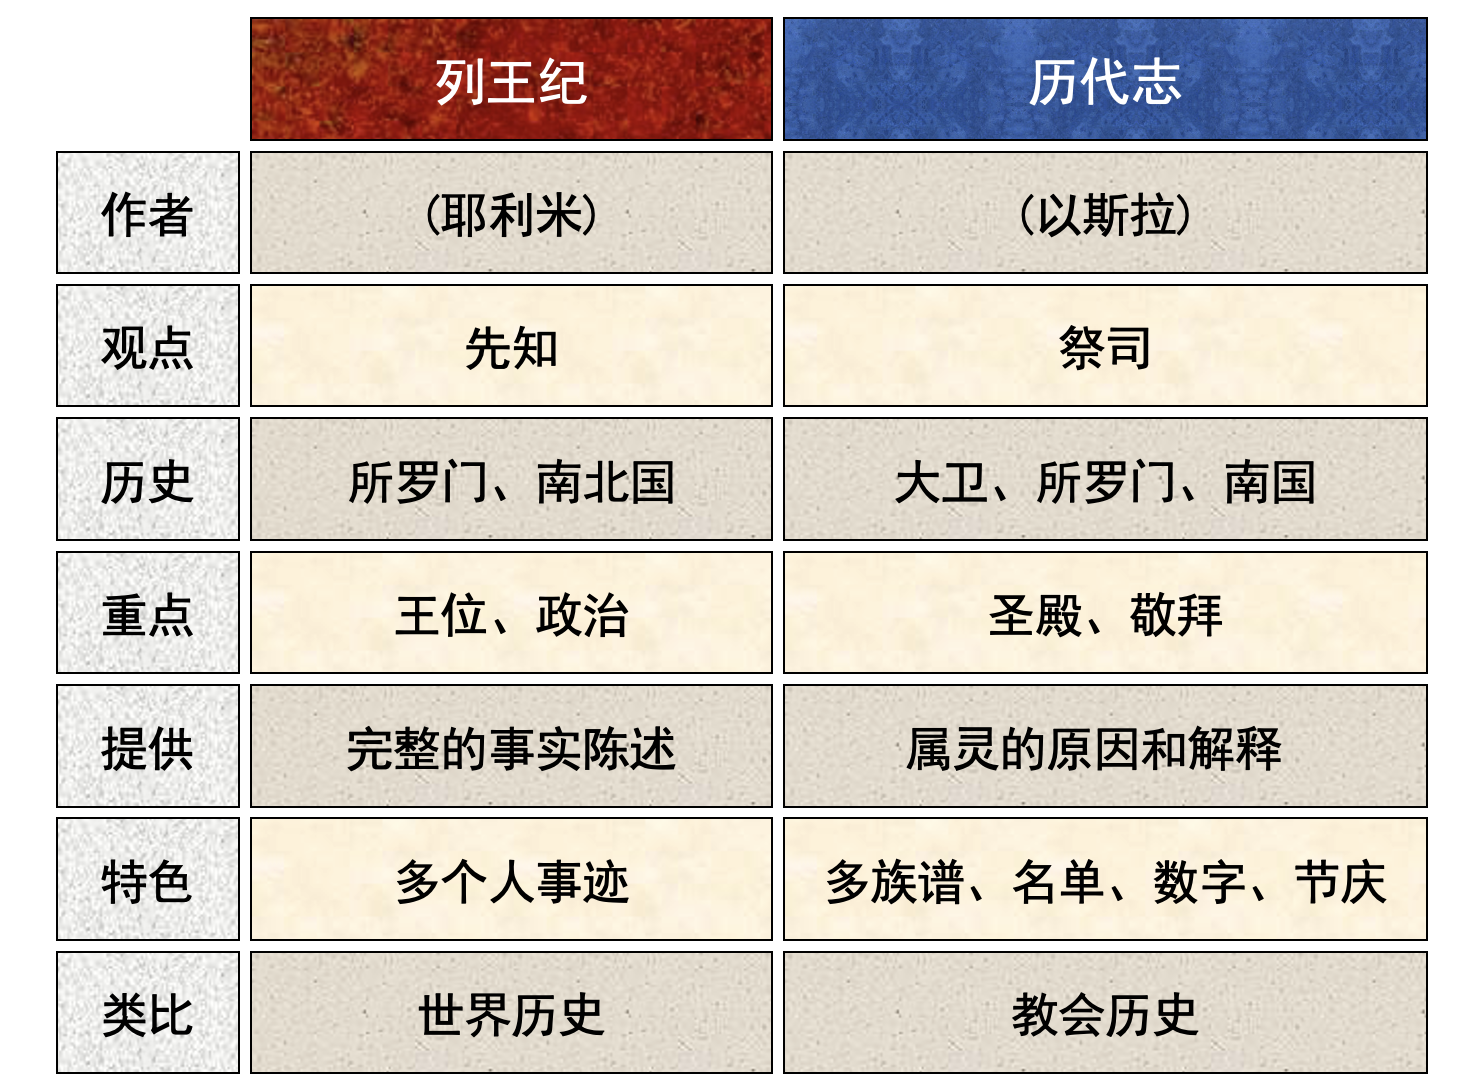 列王纪 历代志
作者 (耶利米) (以斯拉)
观点 先知 祭司
历史 所罗门、南北国 大卫、所罗门、南国
重点 王位、政治 圣殿、敬拜
提供 完整的事实陈述 属灵的原因和解释
特色 多个人事迹 多族谱、名单、数字、节庆
类比 世界历史 教会历史